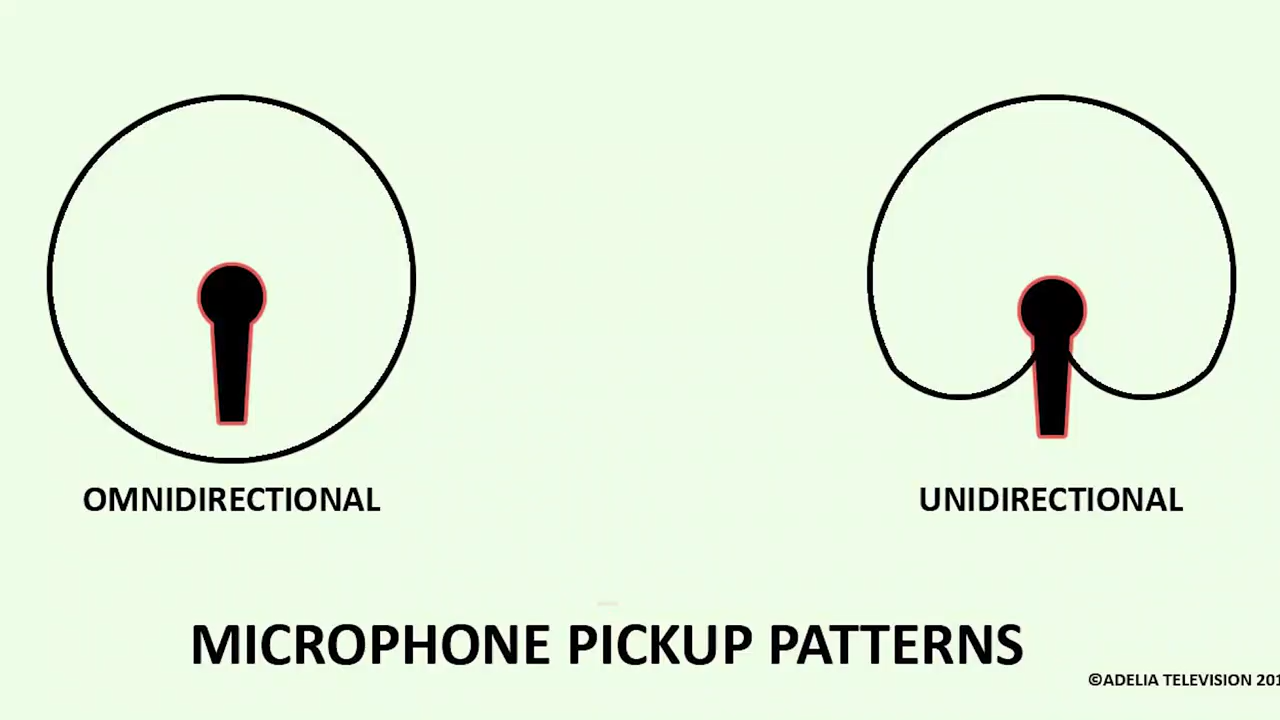 OMNIDIRECTIONAL
UNIDIRECTIONAL
MICROPHONE PICKUP PATTERNS
©ADELIA TELEVISION